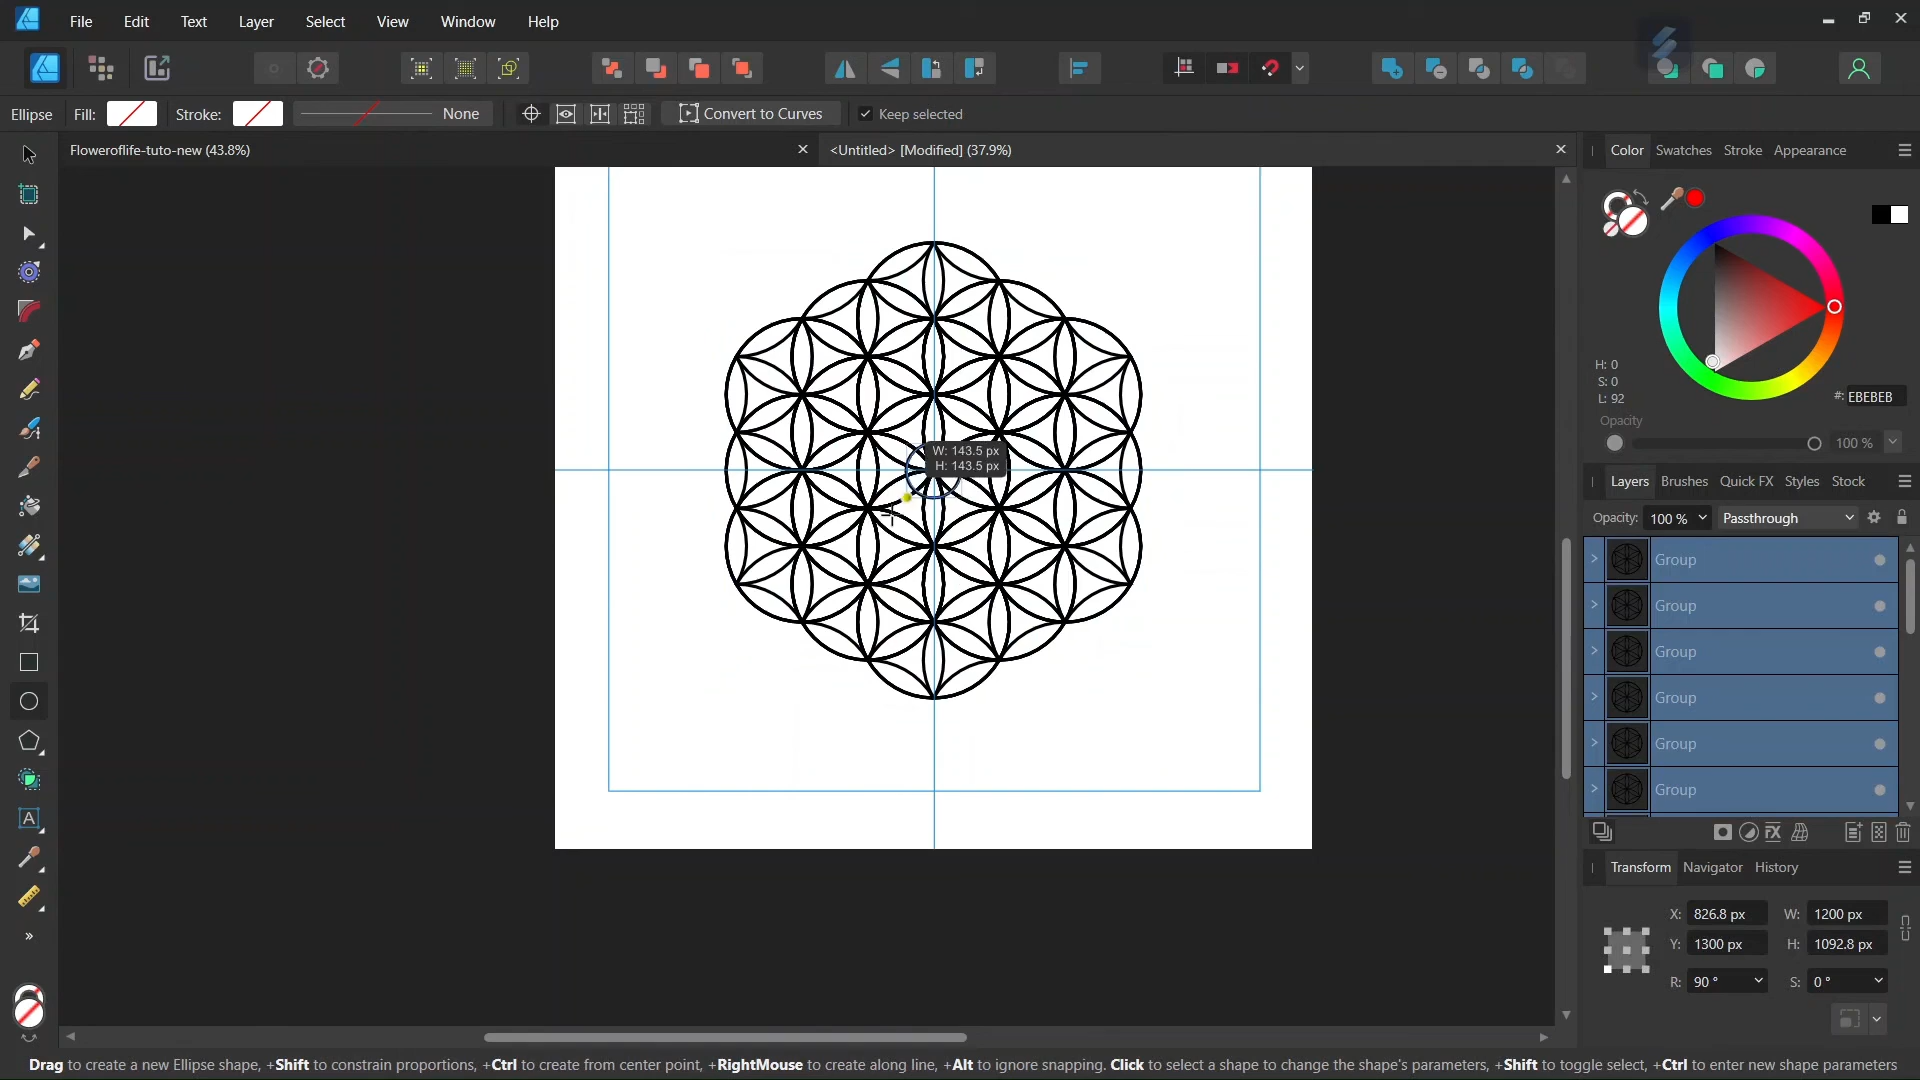 File Edit Text Layer Select View Window Help
Ellipse Fill: Stroke: None Convert to Curves Keep selected
Floweroflife-tuto-new (43.8%)
<Untitled> [Modified] (37.9%)
Color Swatches Stroke Appearance
H: 0
S: 0
L: 92
#: EBEBEB
Opacity
100 %
W: 143.5 px
H: 143.5 px
Layers Brushes Quick FX Styles Stock
Opacity: 100 % Passthrough
Group
Group
Group
Group
Group
Group
Transform Navigator History
X: 826.8 px W: 1200 px
Y: 1300 px H: 1092.8 px
R: 90 ° S: 0 °
Drag to create a new Ellipse shape, +Shift to constrain proportions, +Ctrl to create from center point, +RightMouse to create along line, +Alt to ignore snapping. Click to select a shape to change the shape's parameters, +Shift to toggle select, +Ctrl to enter new shape parameters